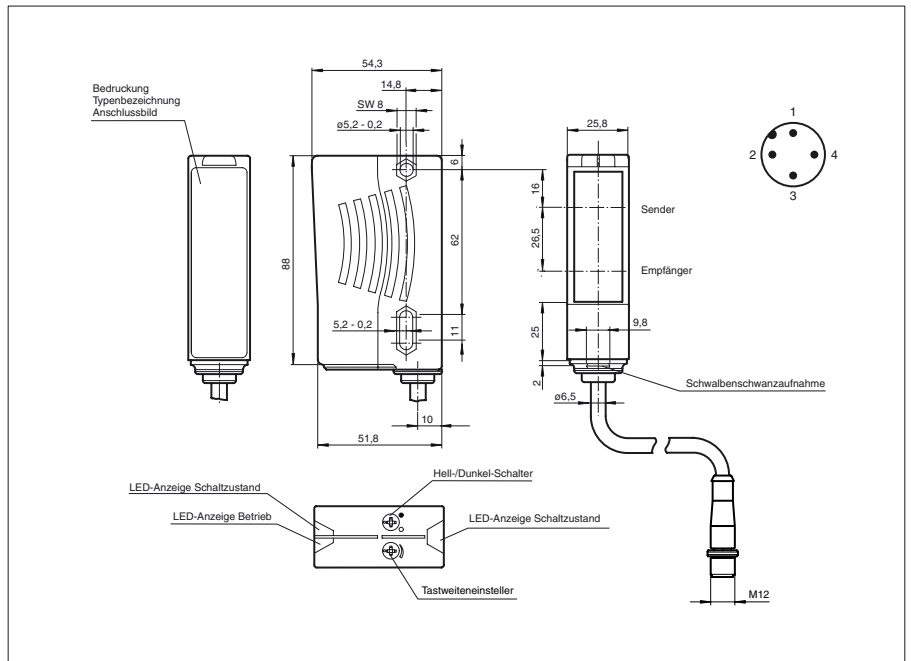 54,3
14,8
SW 8
ø5,2 - 0,2
Bedruckung
Typenbezeichnung
Anschlussbild
6
62
88
5,2 - 0,2
11
10
51,8
25,8
16
26,5
25
2
Sender
Empfänger
9,8
Schwalbenschwanzaufnahme
ø6,5
1
2
4
3
Hell-/Dunkel-Schalter
LED-Anzeige Schaltzustand
LED-Anzeige Betrieb
LED-Anzeige Schaltzustand
Tastweiteneinsteller
M12